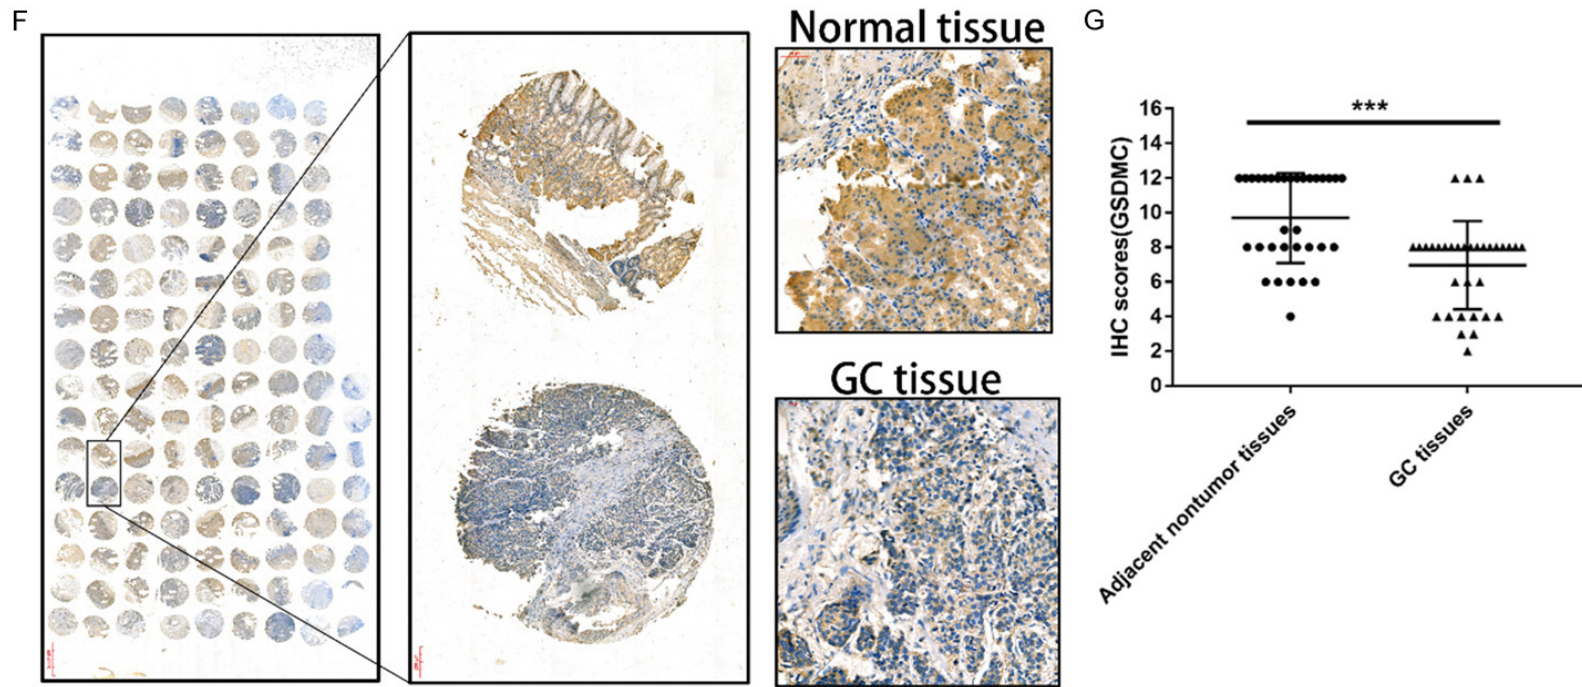 F
Normal tissue
GC tissue
G
***
IHC scores(GSDMC)
16
14
12
10
8
6
4
2
0
Adjacent nontumor tissues
GC tissues